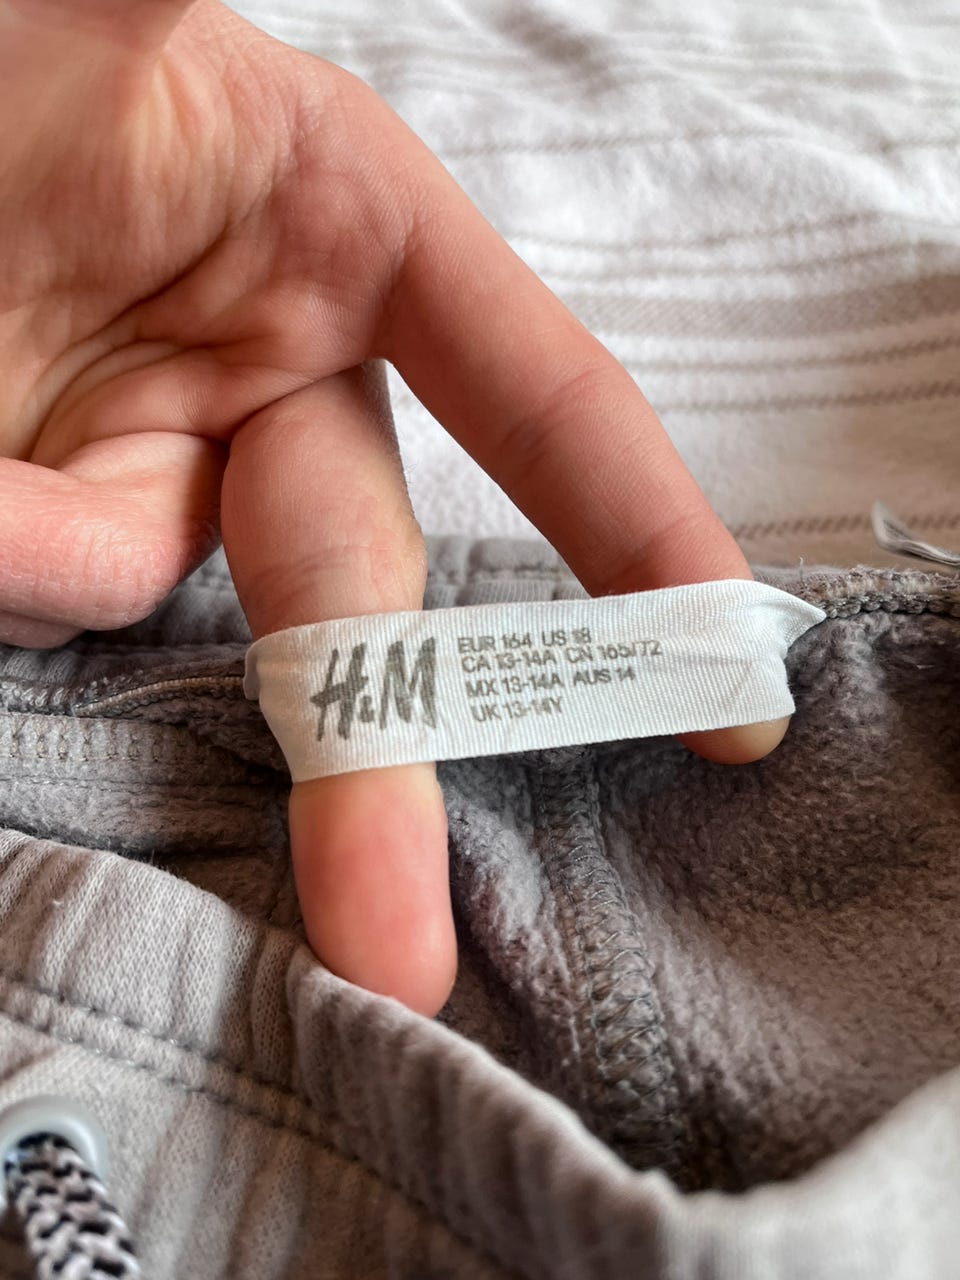 H&M
EUR 164 US 18
CA 13-14A CN 165/72
MX 13-14A AUS 14
UK 13-14Y